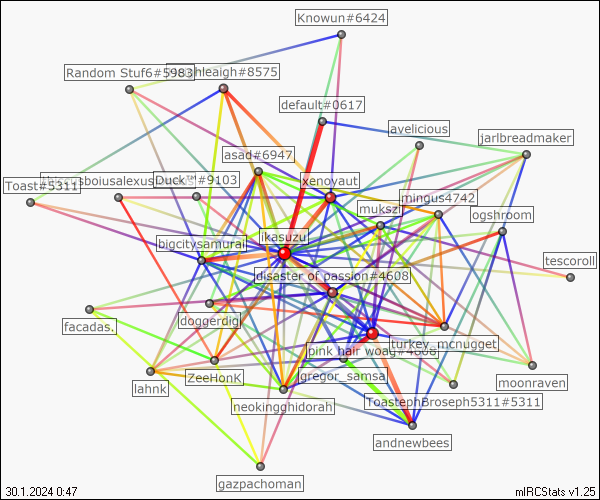 Knowun#6424
Random Stuf6#5983
hleigh#8575
default#0617
avelicious
jarlbreadmaker
asad#6947
Toast#5311
Duck™#9103
xenoyaut
mukszi
mingus4742
ogshroom
ikasuzu
bigcitysamurai
tescoroll
disaster of passion#4608
doggerdig
facadas.
turkey_mcnugget
pink hair woag#4608
lahnk
ZeeHonK
gregor_samsa
moonraven
neokingghidorah
ToastephBroseph5311#5311
andnewbees
gazpachoman
30.1.2024 0:47
mIRCStats v1.25